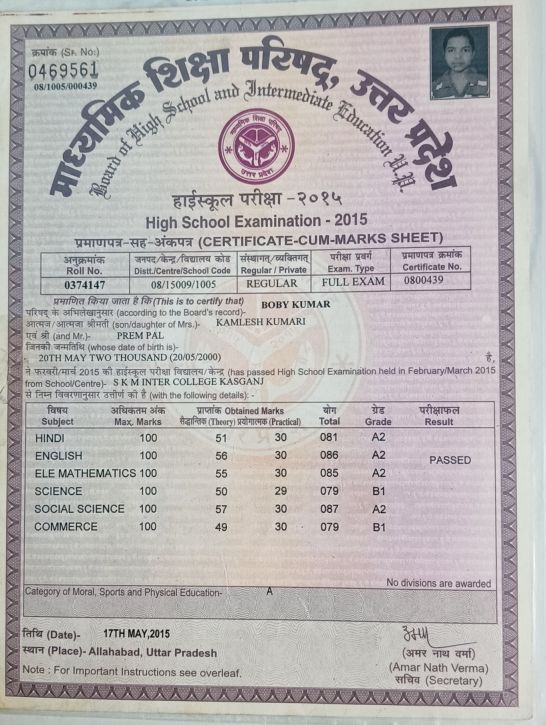 क्रमांक (Sr. No:)
0469561
08/1005/000439
माध्यमिक शिक्षा परिषद, उत्तर प्रदेश
Board of High School and Intermediate Education U.P.
माध्यमिक शिक्षा परिषद
उत्तर प्रदेश
हाईस्कूल परीक्षा - २०१५
High School Examination - 2015
प्रमाणपत्र-सह-अंकपत्र (CERTIFICATE-CUM-MARKS SHEET)
अनुक्रमांक जनपद/केन्द्र/विद्यालय कोड संस्थागत/व्यक्तिगत परीक्षा प्रवर्ग प्रमाणपत्र क्रमांक
Roll No. Distt./Centre/School Code Regular / Private Exam. Type Certificate No.
0374147 08/15009/1005 REGULAR FULL EXAM 0800439
प्रमाणित किया जाता है कि (This is to certify that) BOBY KUMAR
परिषद के अभिलेखानुसार (according to the Board's record)-
आत्मज/आत्मजा श्रीमती (son/daughter of Mrs.)- KAMLESH KUMARI
एवं श्री (and Mr.)- PREM PAL
जिनकी जन्मतिथि (whose date of birth is)-
20TH MAY TWO THOUSAND (20/05/2000) है,
ने फरवरी/मार्च 2015 की हाईस्कूल परीक्षा विद्यालय/ केन्द्र (has passed High School Examination held in February/March 2015
from School/Centre)- S K M INTER COLLEGE KASGANJ
से निम्न विवरणानुसार उत्तीर्ण की है (with the following details): -
विषय अधिकतम अंक प्राप्तांक Obtained Marks योग ग्रेड परीक्षाफल
Subject Max. Marks सैद्धान्तिक (Theory) प्रयोगात्मक (Practical) Total Grade Result
HINDI 100 51 30 081 A2
ENGLISH 100 56 30 086 A2 PASSED
ELE MATHEMATICS 100 55 30 085 A2
SCIENCE 100 50 29 079 B1
SOCIAL SCIENCE 100 57 30 087 A2
COMMERCE 100 49 30 079 B1
No divisions are awarded
Category of Moral, Sports and Physical Education- A
तिथि (Date)- 17TH MAY,2015
स्थान (Place)- Allahabad, Uttar Pradesh (अमर नाथ वर्मा)
(Amar Nath Verma)
Note : For Important Instructions see overleaf. सचिव (Secretary)